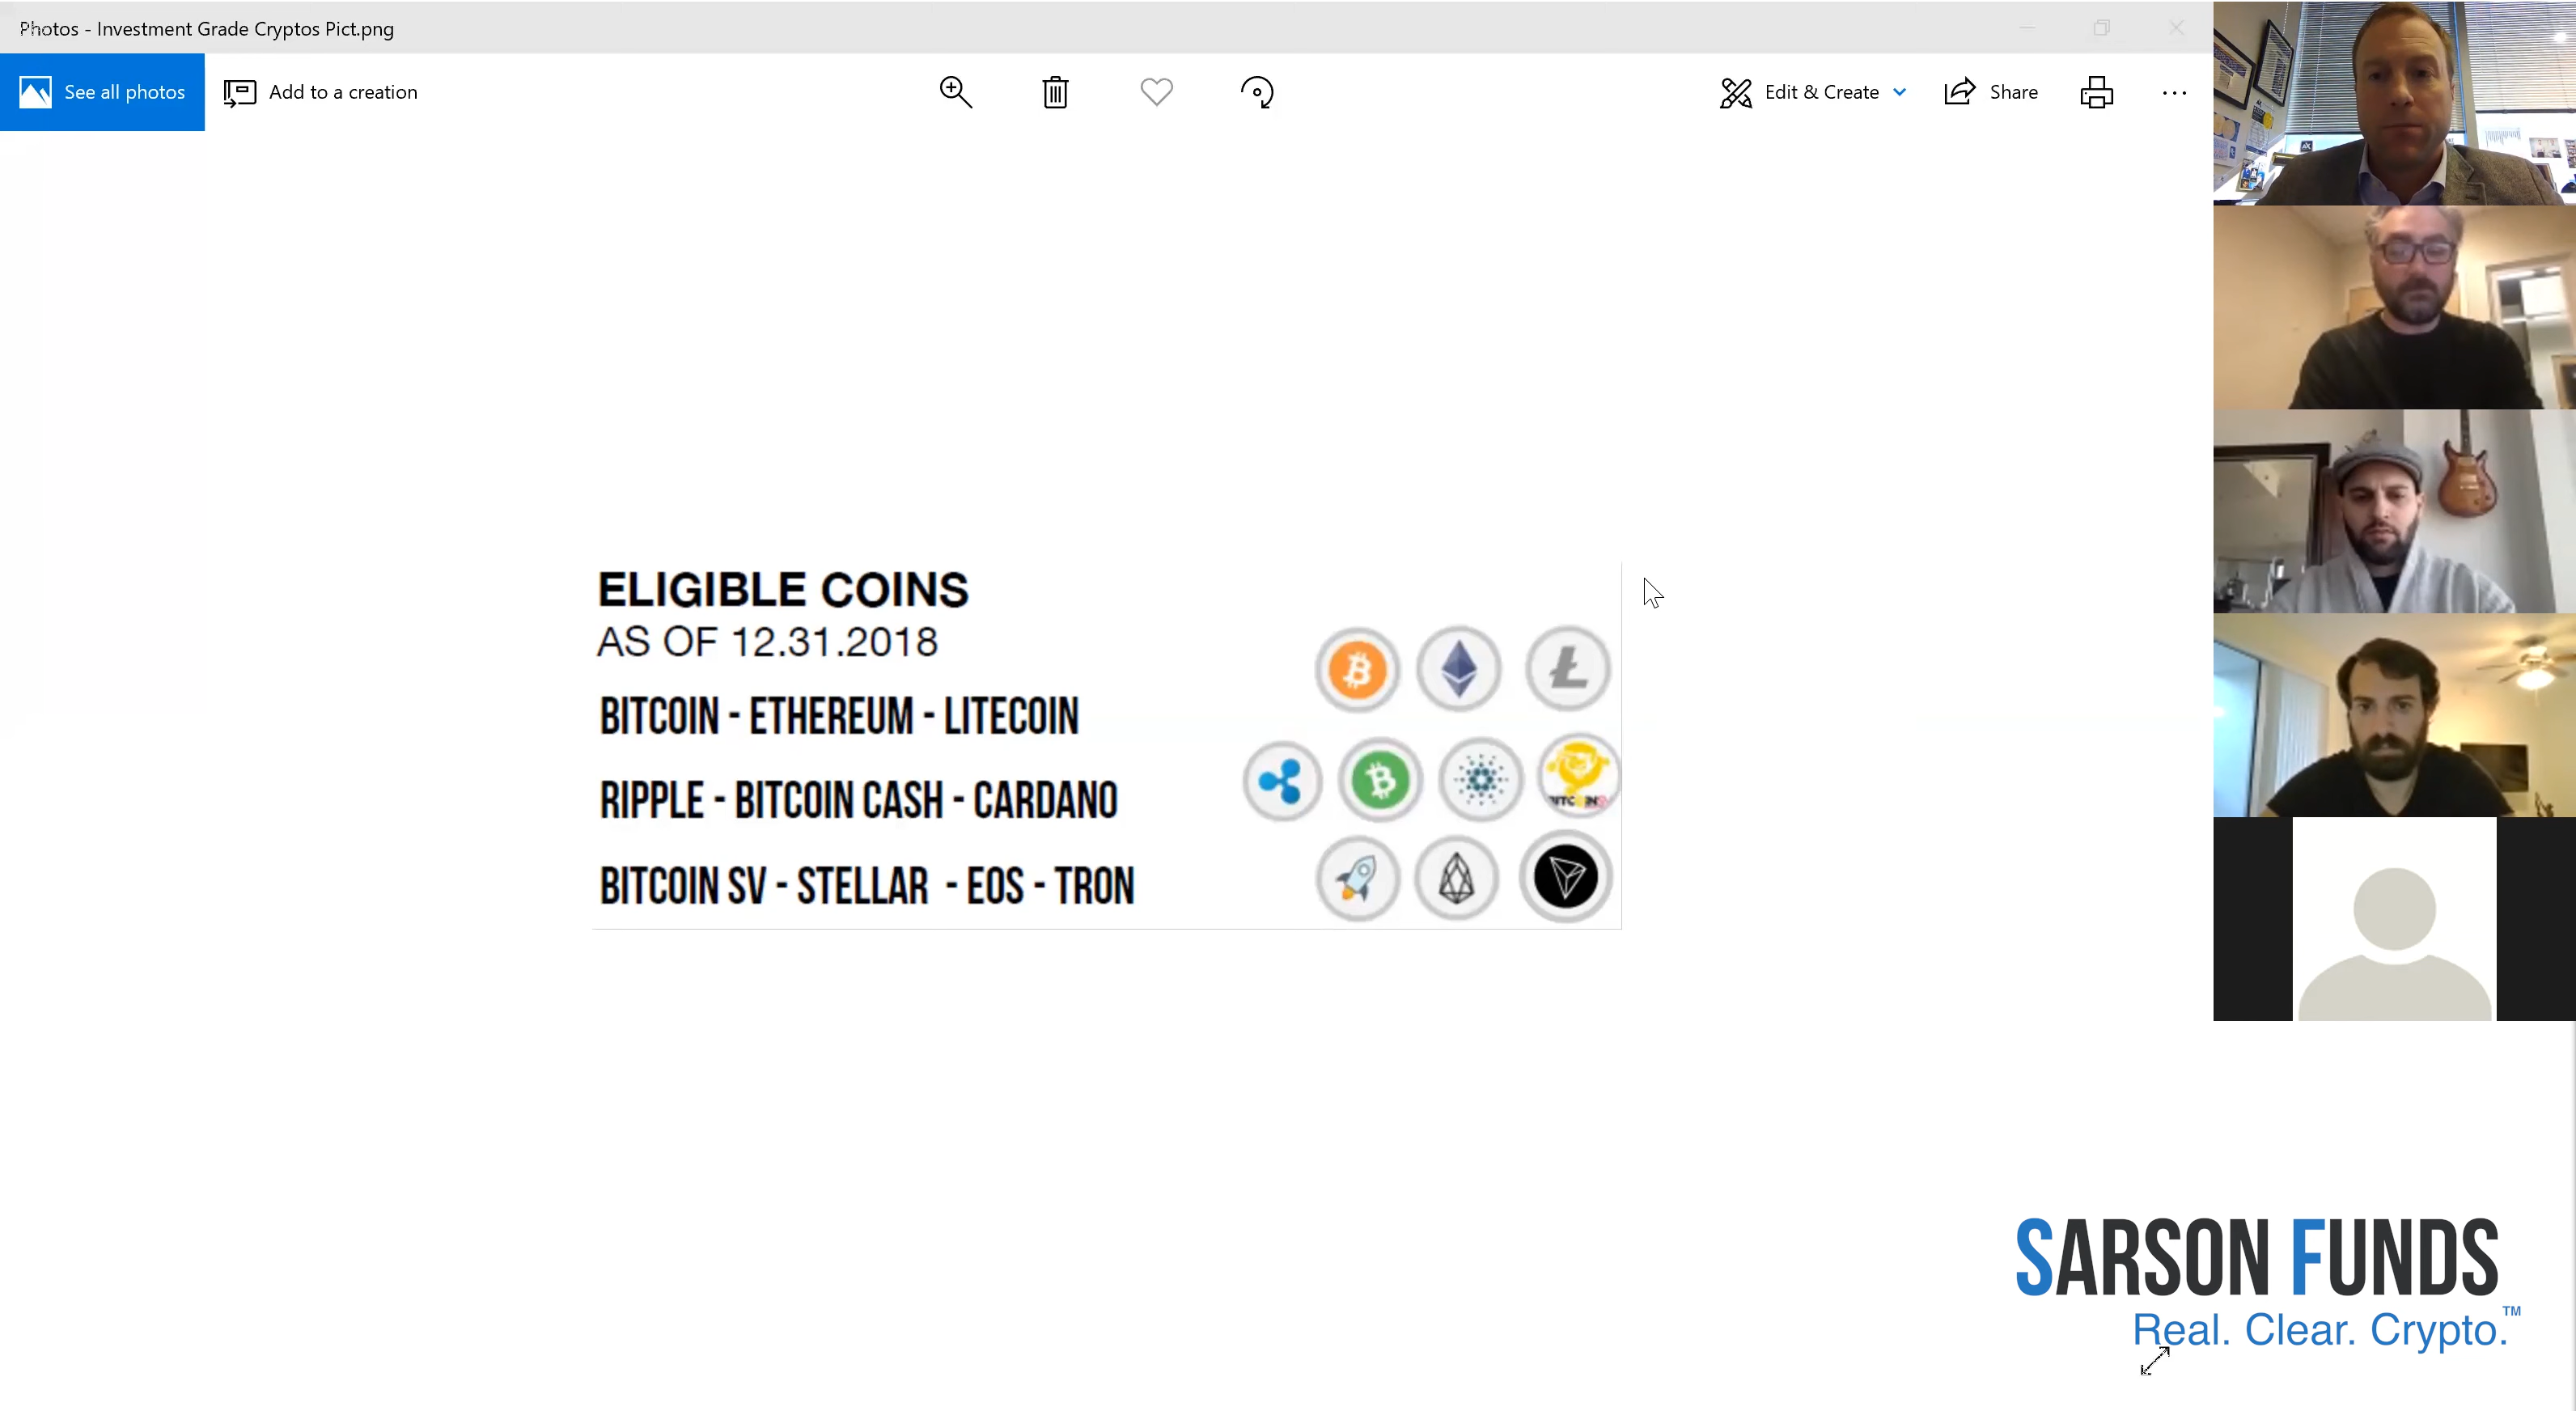 Photos - Investment Grade Cryptos Pict.png
See all photos
Add to a creation
Edit & Create
Share
ELIGIBLE COINS
AS OF 12.31.2018
BITCOIN - ETHEREUM - LITECOIN
RIPPLE - BITCOIN CASH - CARDANO
BITCOIN SV - STELLAR - EOS - TRON
SARSON FUNDS
Real. Clear. Crypto.™